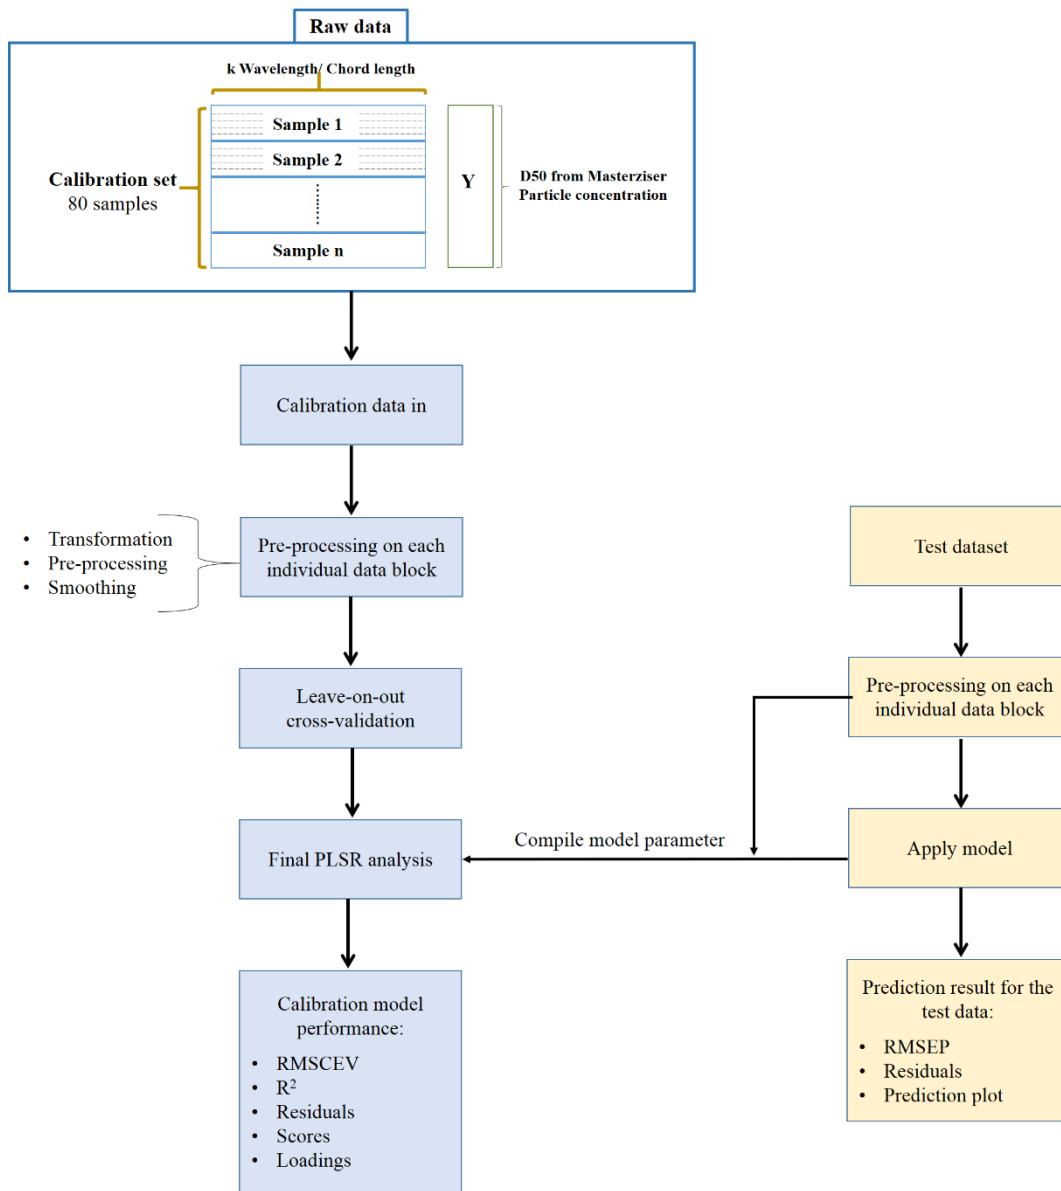 Raw data
k Wavelength/ Chord length
Sample 1
Sample 2
Sample n
Calibration set
80 samples
Y
D50 from Masterziser
Particle concentration
Calibration data in
• Transformation
• Pre-processing
• Smoothing
Pre-processing on each
individual data block
Leave-on-out
cross-validation
Final PLSR analysis
Compile model parameter
Calibration model
performance:
• RMSCEV
• R²
• Residuals
• Scores
• Loadings
Test dataset
Pre-processing on each
individual data block
Apply model
Prediction result for the
test data:
• RMSEP
• Residuals
• Prediction plot